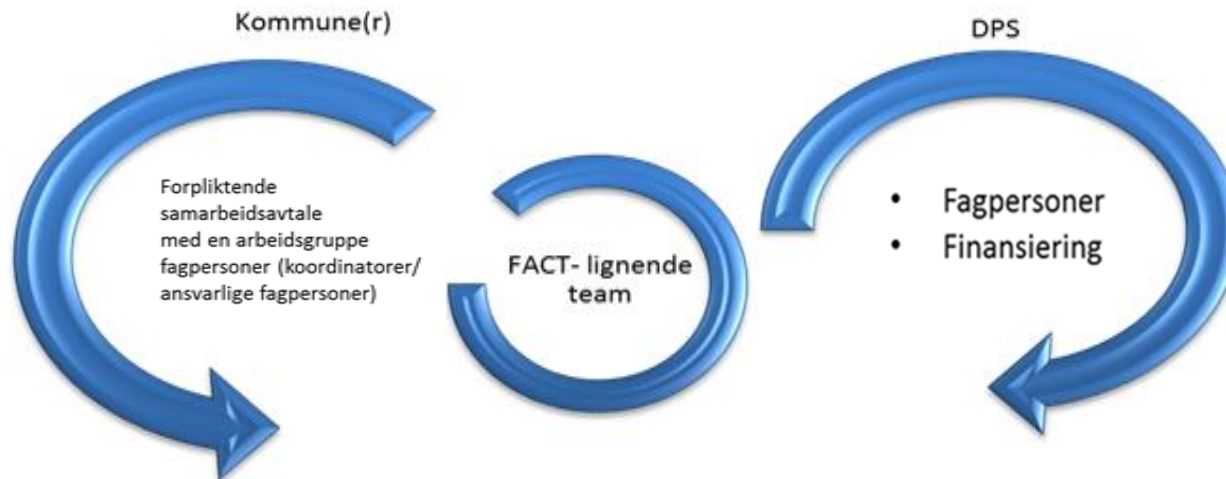 Kommune(r)
Forpliktende
samarbeidsavtale
med en arbeidsgruppe
fagpersoner (koordinatorer/
ansvarlige fagpersoner)
FACT- lignende
team
DPS
• Fagpersoner
• Finansiering